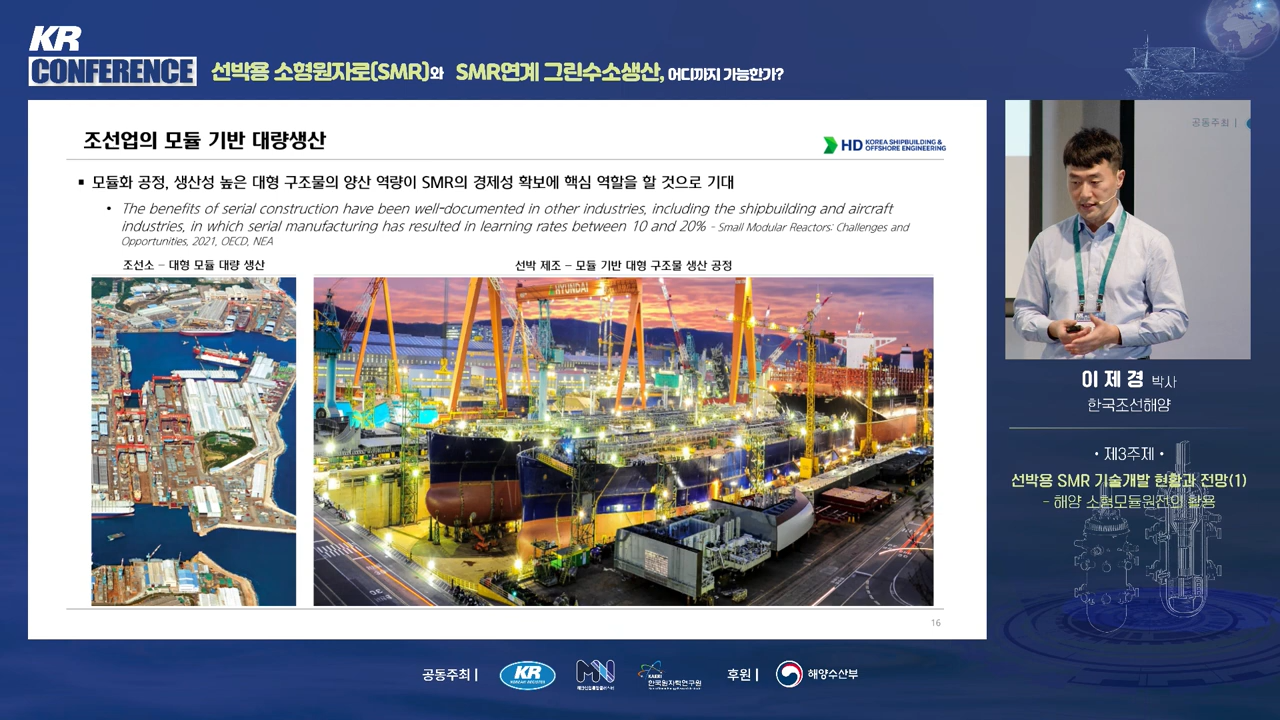 KR
CONFERENCE
선박용 소형원자로(SMR)와 SMR연계 그린수소생산, 어디까지 가능한가?
조선업의 모듈 기반 대량생산
HD KOREA SHIPBUILDING & OFFSHORE ENGINEERING
▪ 모듈화 공정, 생산성 높은 대형 구조물의 양산 역량이 SMR의 경제성 확보에 핵심 역할을 할 것으로 기대
• The benefits of serial construction have been well-documented in other industries, including the shipbuilding and aircraft
industries, in which serial manufacturing has resulted in learning rates between 10 and 20% - Small Modular Reactors: Challenges and
Opportunities, 2021, OECD, NEA
조선소 – 대형 모듈 대량 생산
선박 제조 – 모듈 기반 대형 구조물 생산 공정
HYUNDAI
16
공동주최 |
이제경 박사
한국조선해양
• 제3주제 •
선박용 SMR 기술개발 현황과 전망(1)
- 해양 소형모듈원전의 활용
공동주최 |
KR
KOREAN REGISTER
KAERI
한국원자력연구원
후원 |
해양수산부